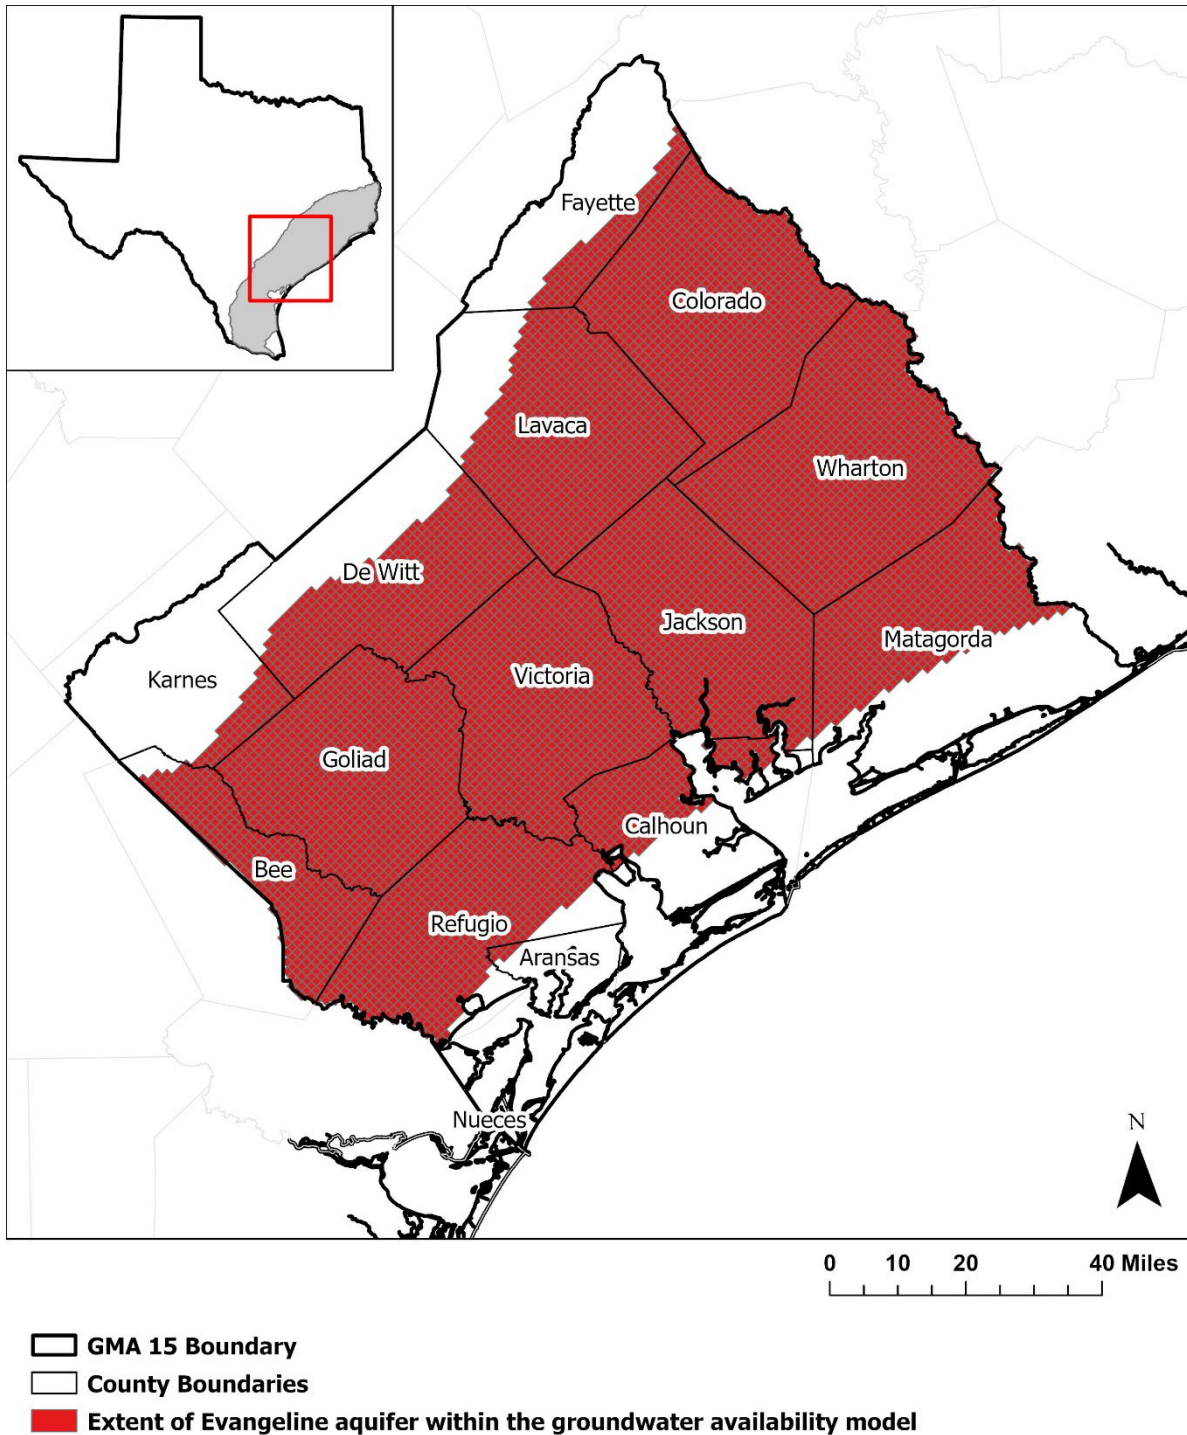 Fayette
Colorado
Lavaca
Wharton
De Witt
Jackson
Matagorda
Karnes
Victoria
Goliad
Calhoun
Bee
Refugio
Aransas
Nueces
N
0 10 20 40 Miles
GMA 15 Boundary
County Boundaries
Extent of Evangeline aquifer within the groundwater availability model